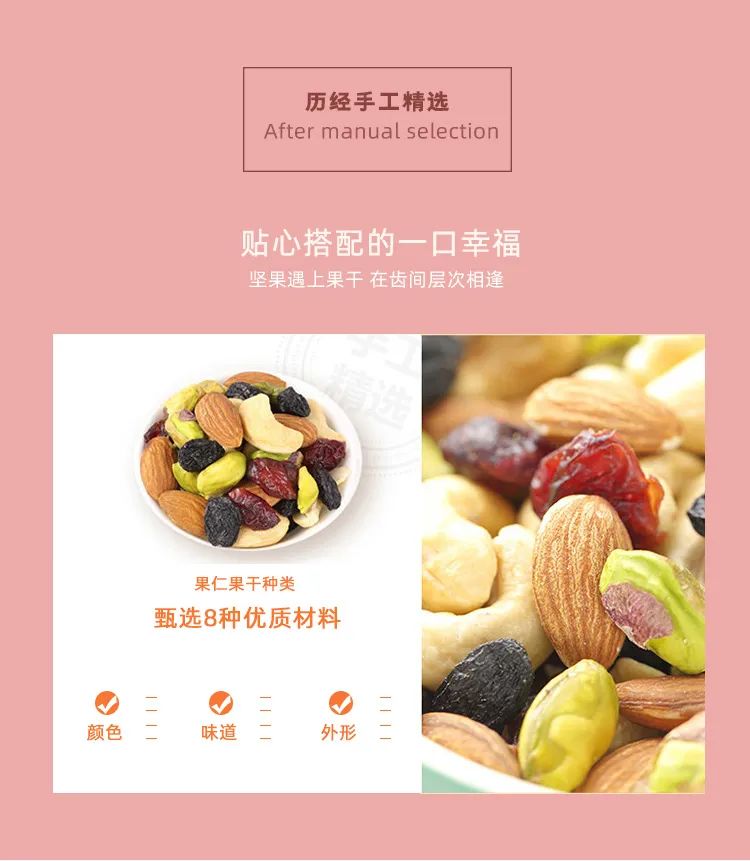 历经手工精选
After manual selection
贴心搭配的一口幸福
坚果遇上果干 在齿间层次相逢
手工
精选
果仁果干种类
甄选8种优质材料
颜色
味道
外形